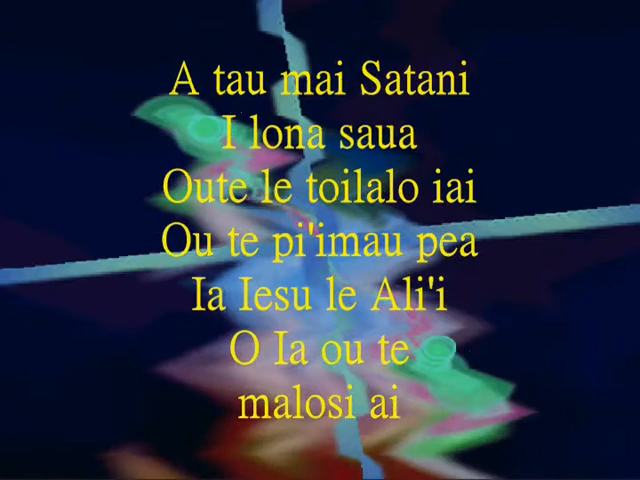 A tau mai Satani
I lona saua
Oute le toilalo iai
Ou te pi'imau pea
Ia Iesu le Ali'i
O Ia ou te
malosi ai